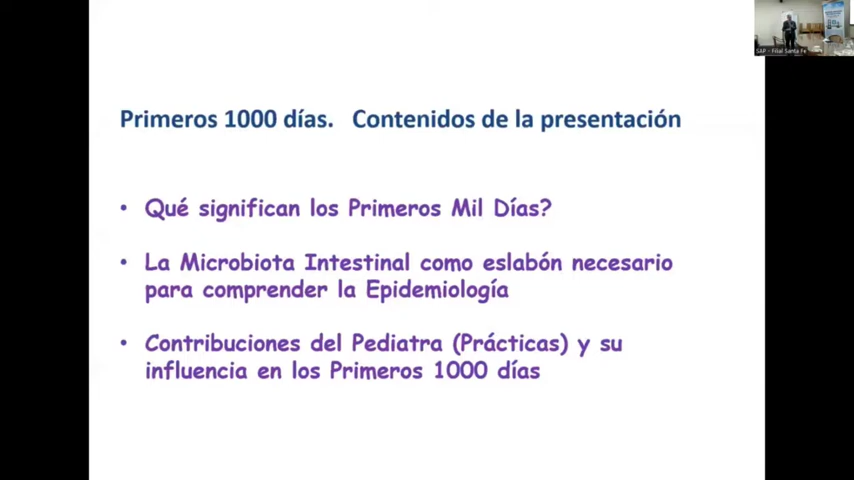 SAP - Filial Santa Fe
Primeros 1000 días. Contenidos de la presentación
• Qué significan los Primeros Mil Días?
• La Microbiota Intestinal como eslabón necesario
para comprender la Epidemiología
• Contribuciones del Pediatra (Prácticas) y su
influencia en los Primeros 1000 días